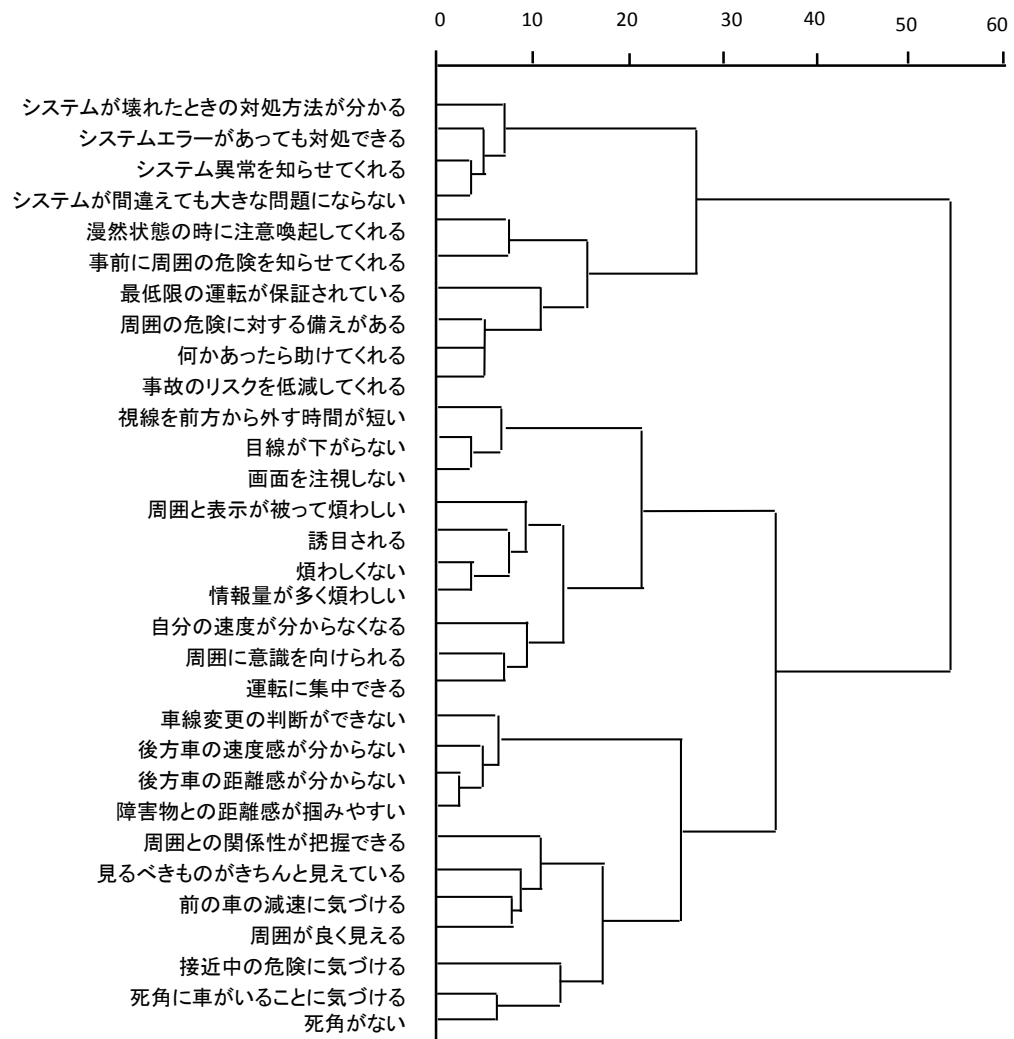 0 10 20 30 40 50 60
システムが壊れたときの対処方法が分かる
システムエラーがあっても対処できる
システム異常を知らせてくれる
システムが間違えても大きな問題にならない
漫然状態の時に注意喚起してくれる
事前に周囲の危険を知らせてくれる
最低限の運転が保証されている
周囲の危険に対する備えがある
何かあったら助けてくれる
事故のリスクを低減してくれる
視線を前方から外す時間が短い
目線が下がらない
画面を注視しない
周囲と表示が被って煩わしい
誘目される
煩わしくない
情報量が多く煩わしい
自分の速度が分からなくなる
周囲に意識を向けられる
運転に集中できる
車線変更の判断ができない
後方車の速度感が分からない
後方車の距離感が分からない
障害物との距離感が掴みやすい
周囲との関係性が把握できる
見るべきものがきちんと見えている
前の車の減速に気づける
周囲が良く見える
接近中の危険に気づける
死角に車がいることに気づける
死角がない